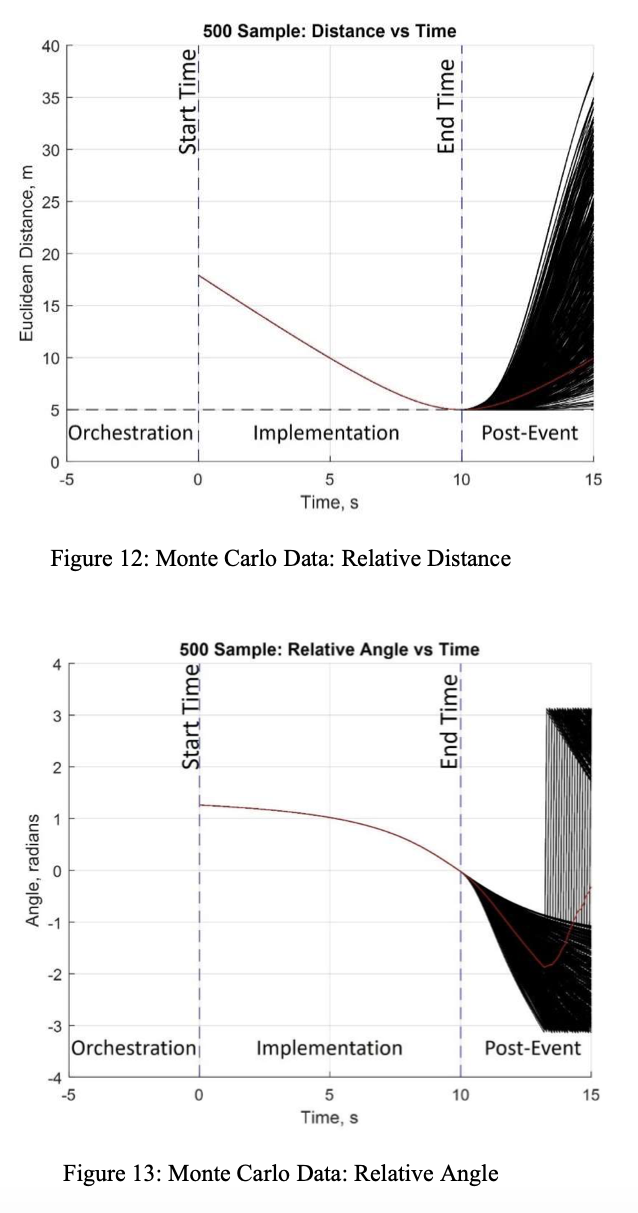 500 Sample: Distance vs Time
40
35
30
25
20
15
10
5
0
Euclidean Distance, m
Start Time
End Time
Orchestration
Implementation
Post-Event
-5
0
5
10
15
Time, s
Figure 12: Monte Carlo Data: Relative Distance
500 Sample: Relative Angle vs Time
4
3
2
1
0
-1
-2
-3
-4
Angle, radians
Start Time
End Time
Orchestration
Implementation
Post-Event
-5
0
5
10
15
Time, s
Figure 13: Monte Carlo Data: Relative Angle